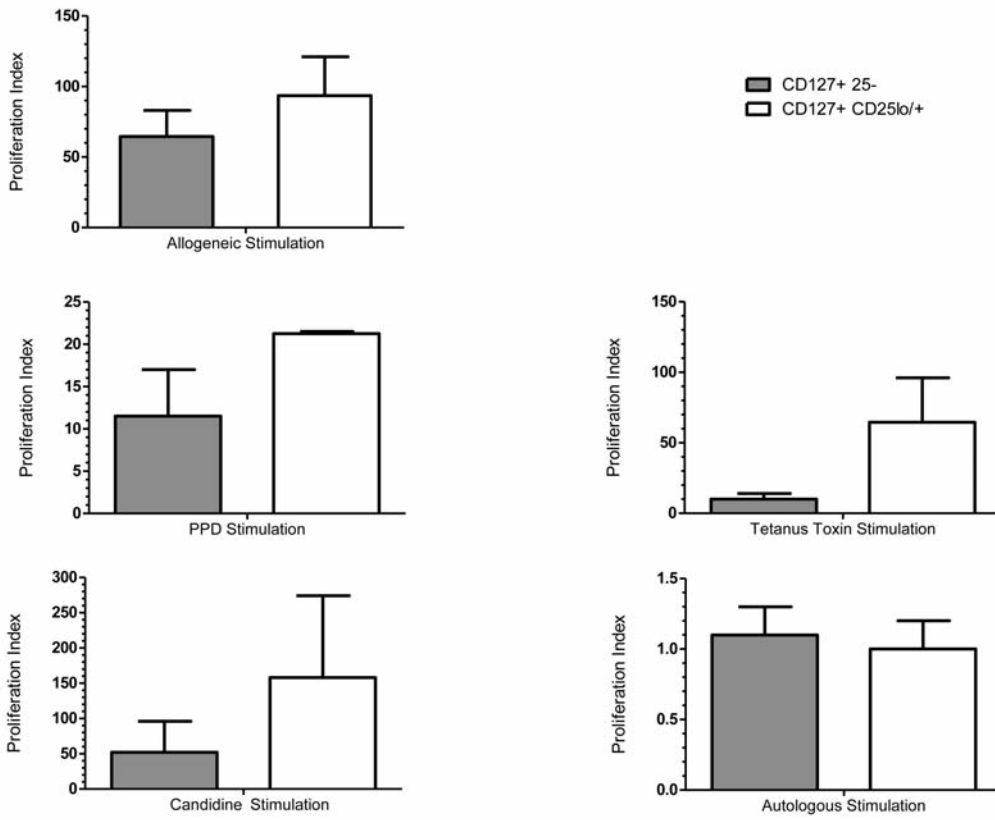 150
100
50
0
Proliferation Index
Allogeneic Stimulation
CD127+ 25-
CD127+ CD25lo/+
25
20
15
10
5
0
Proliferation Index
PPD Stimulation
150
100
50
0
Proliferation Index
Tetanus Toxin Stimulation
300
250
200
150
100
50
0
Proliferation Index
Candidine Stimulation
1.5
1.0
0.5
0.0
Proliferation Index
Autologous Stimulation